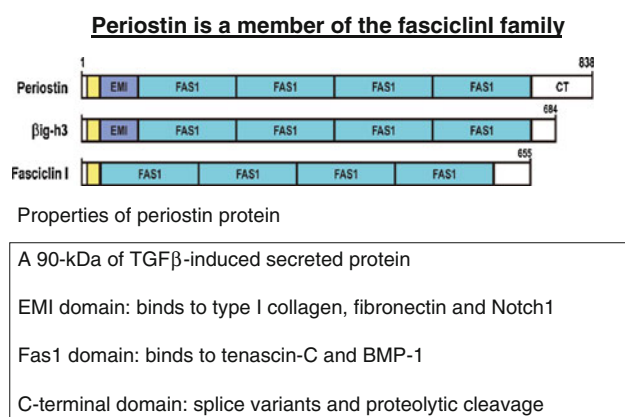 Periostin is a member of the fasciclinI family
1 838
Periostin EMI FAS1 FAS1 FAS1 FAS1 CT
684
βig-h3 EMI FAS1 FAS1 FAS1 FAS1
655
Fasciclin I FAS1 FAS1 FAS1 FAS1
Properties of periostin protein
A 90-kDa of TGFβ-induced secreted protein
EMI domain: binds to type I collagen, fibronectin and Notch1
Fas1 domain: binds to tenascin-C and BMP-1
C-terminal domain: splice variants and proteolytic cleavage